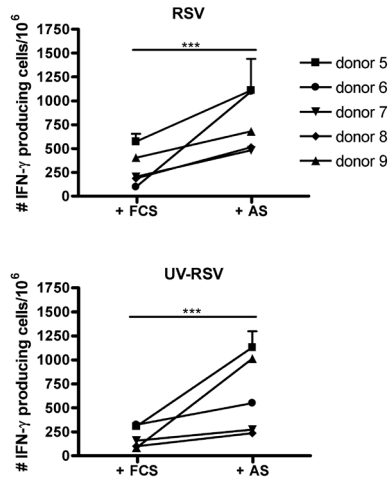 RSV
# IFN-γ producing cells/10⁶
1750
1500
1250
1000
750
500
250
0
***
+ FCS
+ AS
donor 5
donor 6
donor 7
donor 8
donor 9
UV-RSV
# IFN-γ producing cells/10⁶
1750
1500
1250
1000
750
500
250
0
***
+ FCS
+ AS